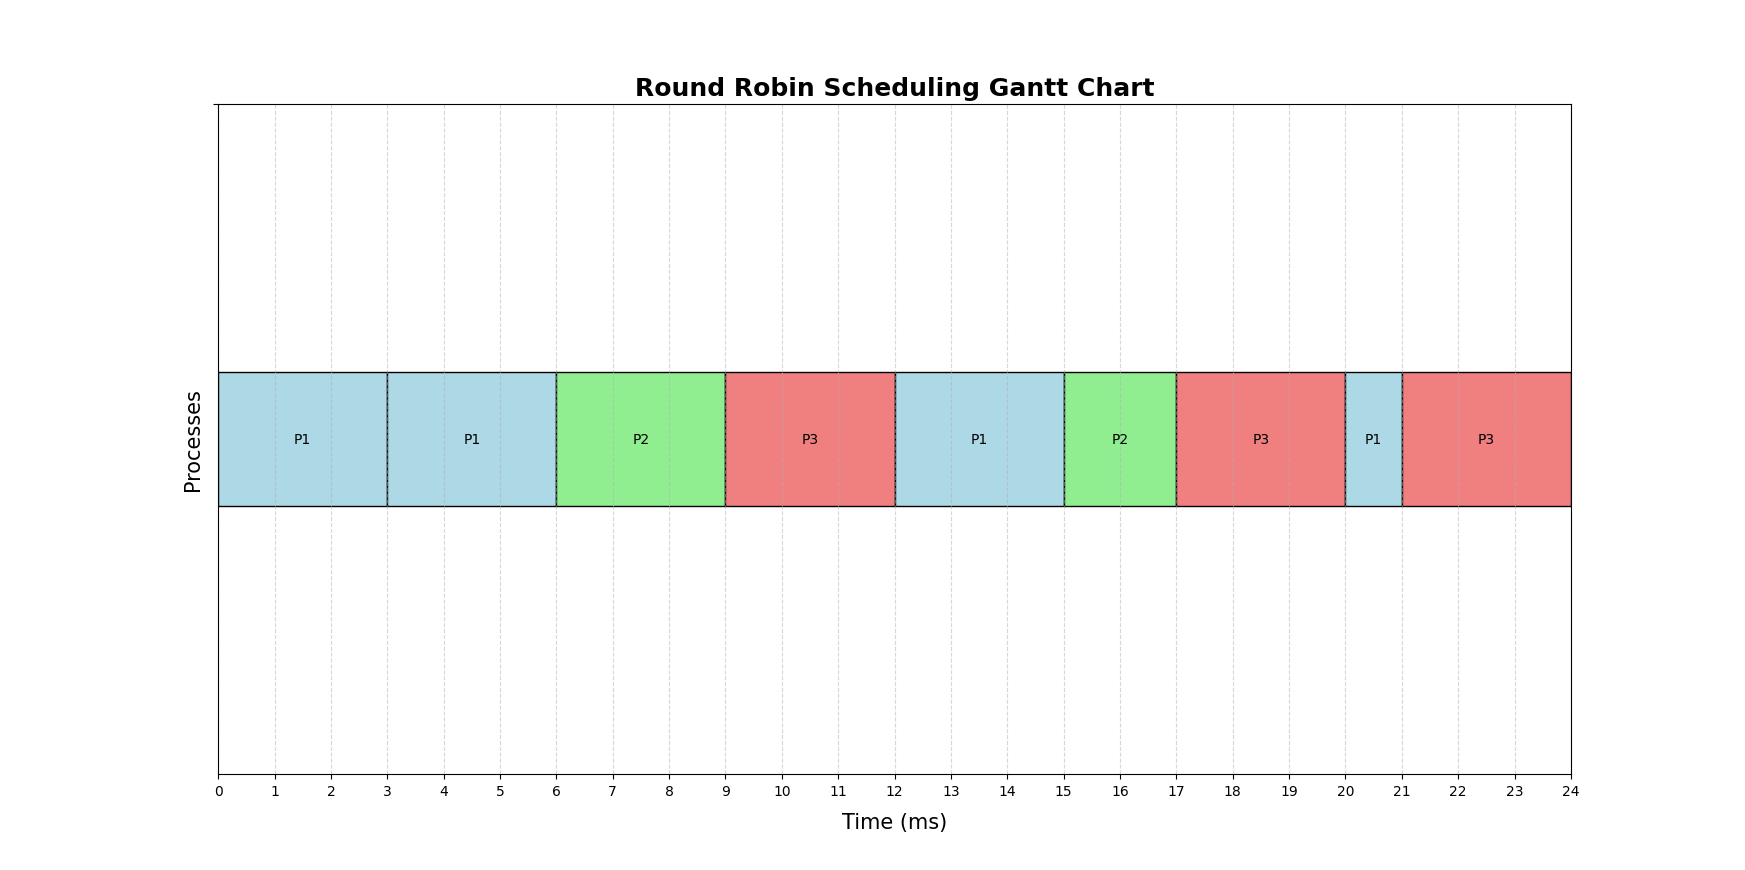 Round Robin Scheduling Gantt Chart
Processes
P1 P1 P2 P3 P1 P2 P3 P1 P3
0 1 2 3 4 5 6 7 8 9 10 11 12 13 14 15 16 17 18 19 20 21 22 23 24
Time (ms)